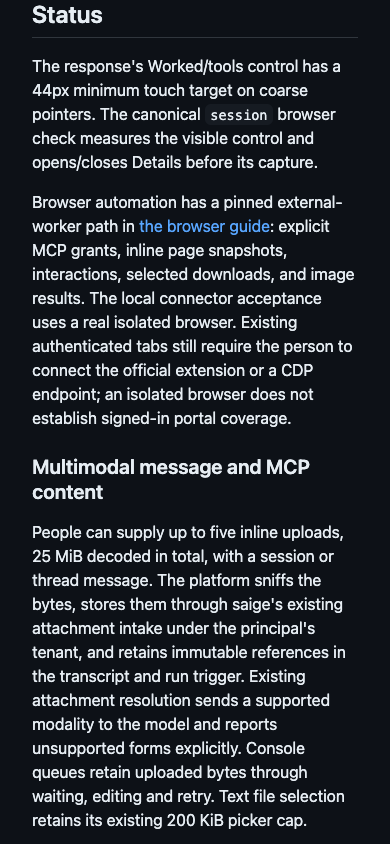 Status
The response's Worked/tools control has a
44px minimum touch target on coarse
pointers. The canonical session browser
check measures the visible control and
opens/closes Details before its capture.
Browser automation has a pinned external-
worker path in the browser guide: explicit
MCP grants, inline page snapshots,
interactions, selected downloads, and image
results. The local connector acceptance
uses a real isolated browser. Existing
authenticated tabs still require the person to
connect the official extension or a CDP
endpoint; an isolated browser does not
establish signed-in portal coverage.
Multimodal message and MCP
content
People can supply up to five inline uploads,
25 MiB decoded in total, with a session or
thread message. The platform sniffs the
bytes, stores them through saige's existing
attachment intake under the principal's
tenant, and retains immutable references in
the transcript and run trigger. Existing
attachment resolution sends a supported
modality to the model and reports
unsupported forms explicitly. Console
queues retain uploaded bytes through
waiting, editing and retry. Text file selection
retains its existing 200 KiB picker cap.